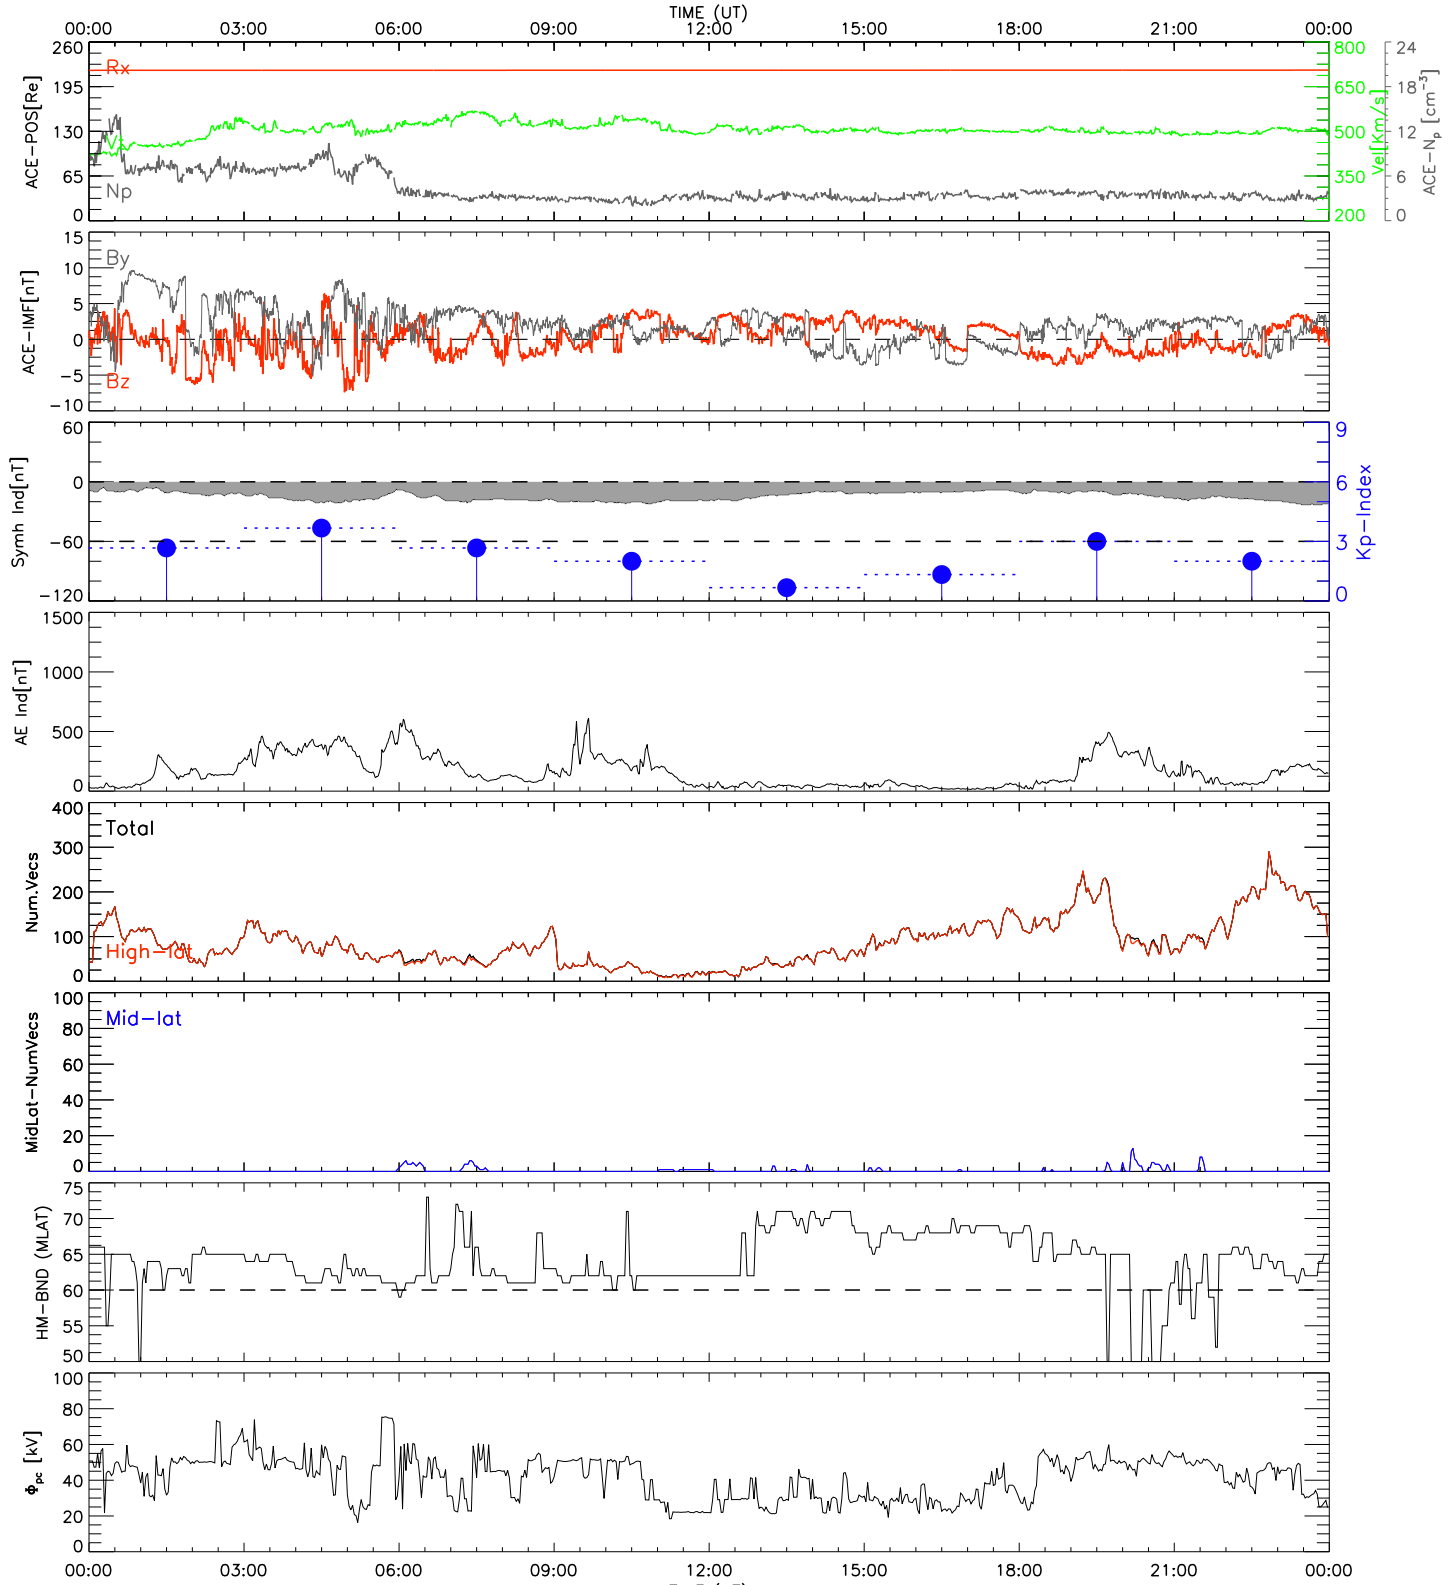 TIME (UT)
00:00 03:00 06:00 09:00 12:00 15:00 18:00 21:00 00:00
260 195 130 65 0
ACE-POS[Re]
Rx
V
Np
800 650 500 350 200
Vel[Km/s]
24 18 12 6 0
ACE-Np [cm-3]
15 10 5 0 -5 -10
ACE-IMF[nT]
By
Bz
60 0 -60 -120
Symh Ind[nT]
9 6 3 0
Kp-Index
1500 1000 500 0
AE Ind[nT]
400 300 200 100 0
Num.Vecs
Total
High-lat
100 80 60 40 20 0
MidLat-NumVecs
Mid-lat
75 70 65 60 55 50
HM-BND (MLAT)
100 80 60 40 20 0
Φpc [kV]
00:00 03:00 06:00 09:00 12:00 15:00 18:00 21:00 00:00